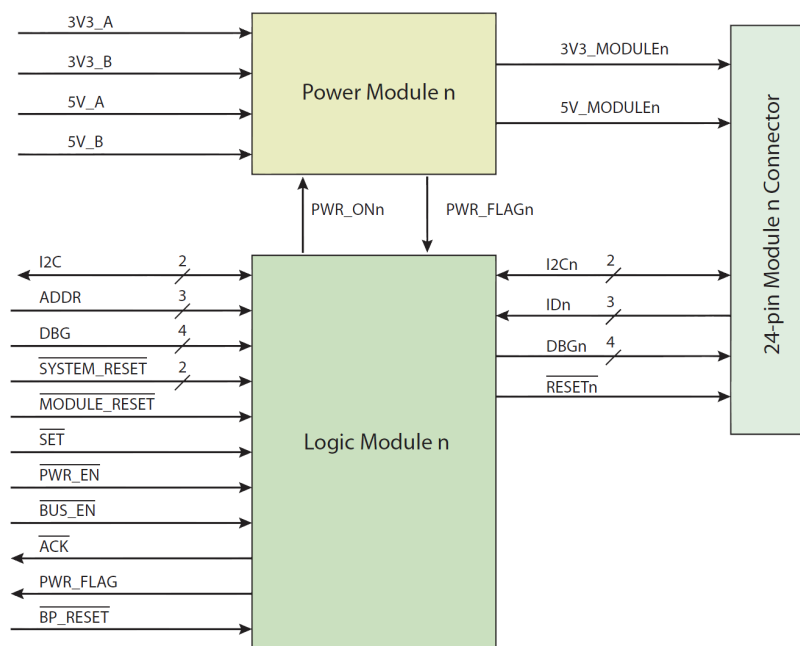 3V3_A
3V3_B
5V_A
5V_B
Power Module n
3V3_MODULEn
5V_MODULEn
24-pin Module n Connector
PWR_ONn
PWR_FLAGn
I2C 2
ADDR 3
DBG 4
SYSTEM_RESET 2
MODULE_RESET
SET
PWR_EN
BUS_EN
ACK
PWR_FLAG
BP_RESET
Logic Module n
I2Cn 2
IDn 3
DBGn 4
RESETn